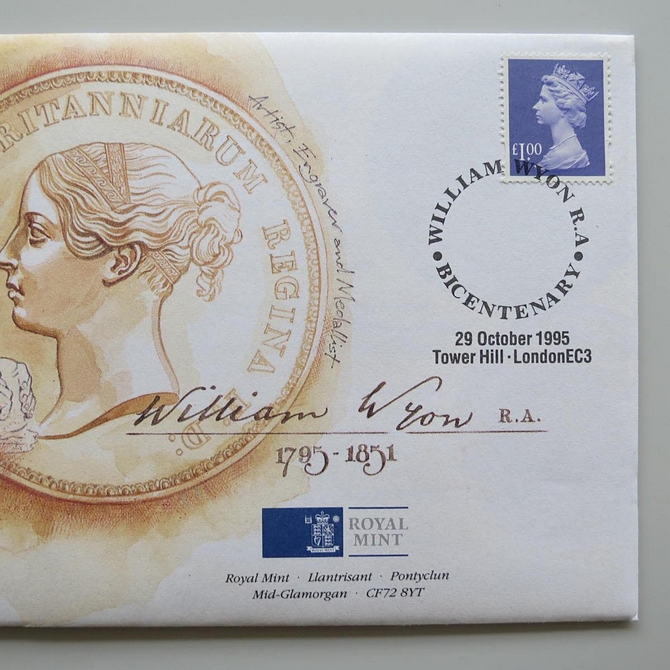 RITANNIARUM REGINA F. D.
Artist, Engraver and Medallist
£1.00
WILLIAM WYON R.A
• BICENTENARY •
29 October 1995
Tower Hill · LondonEC3
William Wyon R.A.
1795 - 1851
ROYAL
MINT
Royal Mint · Llantrisant · Pontyclun
Mid-Glamorgan · CF72 8YT